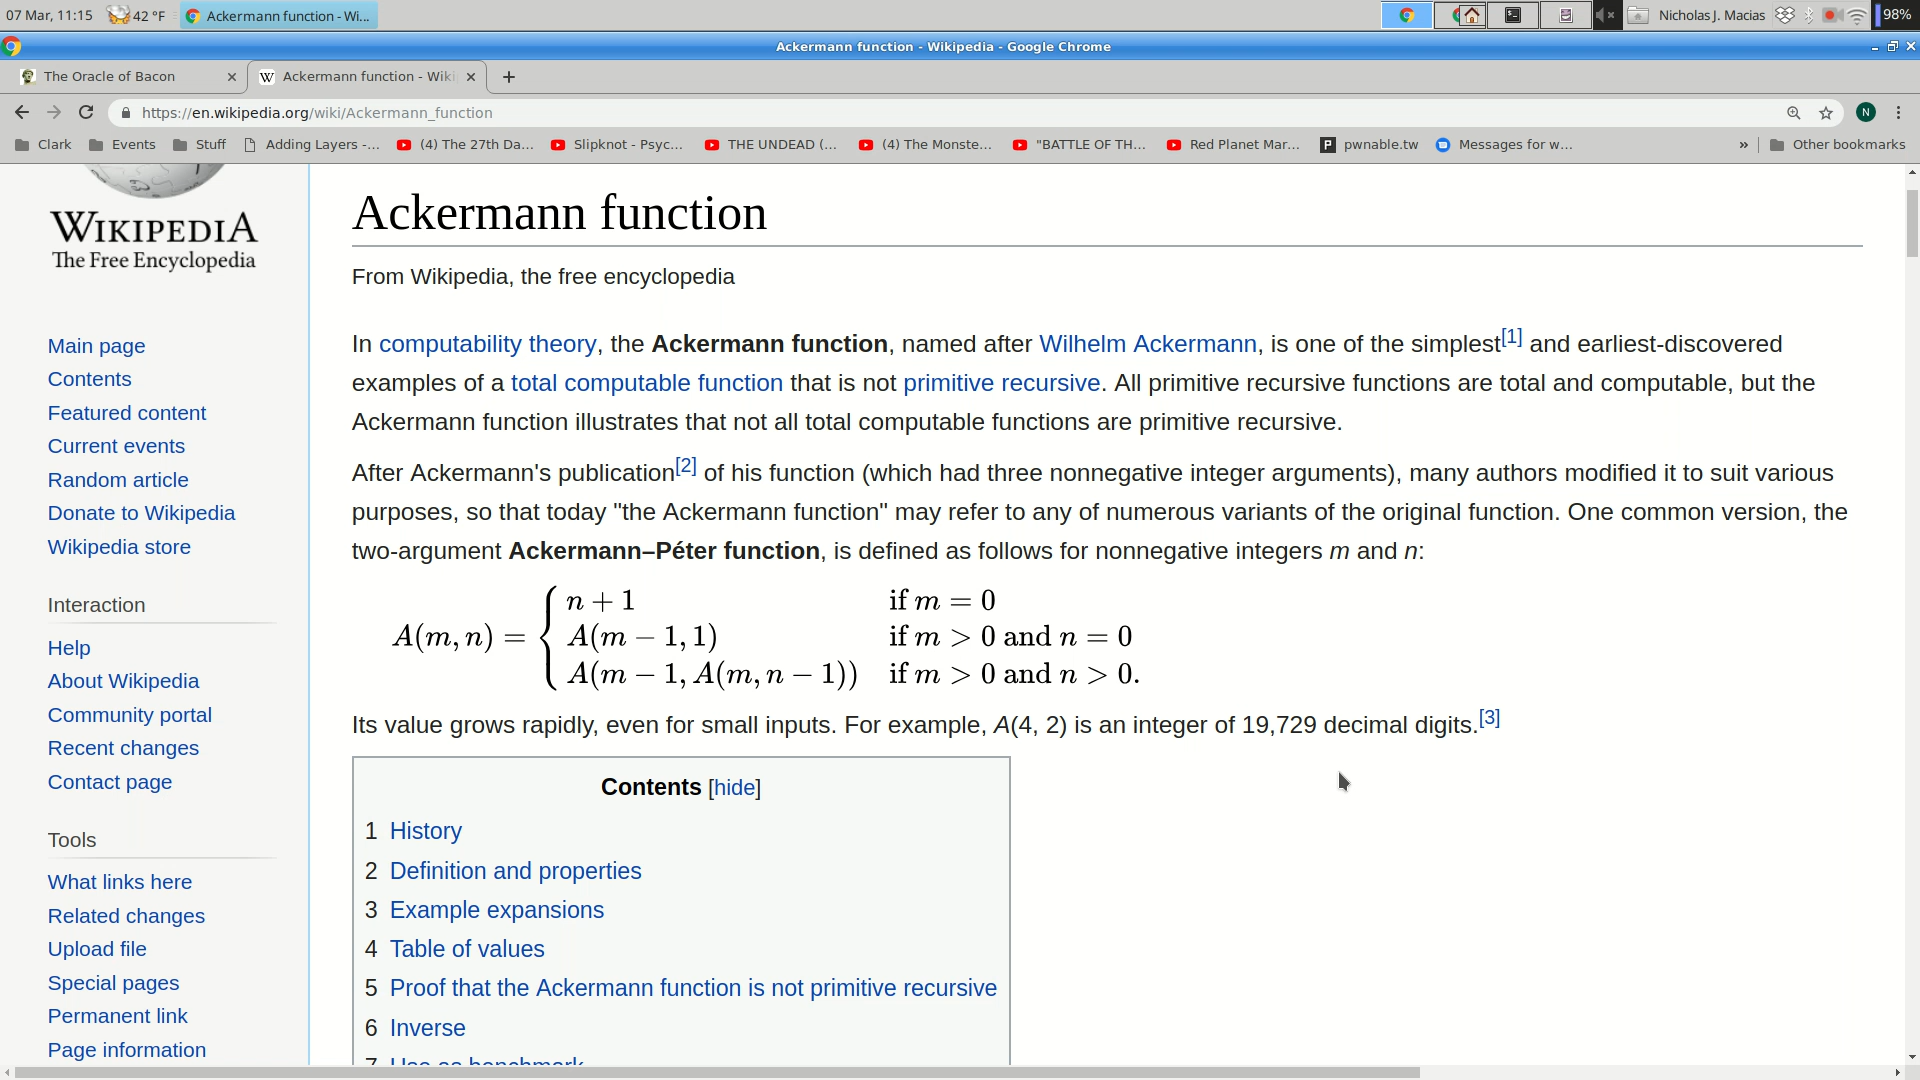 07 Mar, 11:15 42 °F Ackermann function - Wi... Nicholas J. Macias 98%
Ackermann function - Wikipedia - Google Chrome
The Oracle of Bacon Ackermann function - Wiki
https://en.wikipedia.org/wiki/Ackermann_function N
Clark Events Stuff Adding Layers -... (4) The 27th Da... Slipknot - Psyc... THE UNDEAD (... (4) The Monste... "BATTLE OF TH... Red Planet Mar... pwnable.tw Messages for w... » Other bookmarks
WIKIPEDIA
The Free Encyclopedia
Main page
Contents
Featured content
Current events
Random article
Donate to Wikipedia
Wikipedia store
Interaction
Help
About Wikipedia
Community portal
Recent changes
Contact page
Tools
What links here
Related changes
Upload file
Special pages
Permanent link
Page information
Ackermann function
From Wikipedia, the free encyclopedia
In computability theory, the Ackermann function, named after Wilhelm Ackermann, is one of the simplest[1] and earliest-discovered
examples of a total computable function that is not primitive recursive. All primitive recursive functions are total and computable, but the
Ackermann function illustrates that not all total computable functions are primitive recursive.
After Ackermann's publication[2] of his function (which had three nonnegative integer arguments), many authors modified it to suit various
purposes, so that today "the Ackermann function" may refer to any of numerous variants of the original function. One common version, the
two-argument Ackermann–Péter function, is defined as follows for nonnegative integers m and n:
n + 1 if m = 0
A(m, n) = { A(m − 1, 1) if m > 0 and n = 0
A(m − 1, A(m, n − 1)) if m > 0 and n > 0.
Its value grows rapidly, even for small inputs. For example, A(4, 2) is an integer of 19,729 decimal digits.[3]
Contents [hide]
1 History
2 Definition and properties
3 Example expansions
4 Table of values
5 Proof that the Ackermann function is not primitive recursive
6 Inverse
7 Use as benchmark